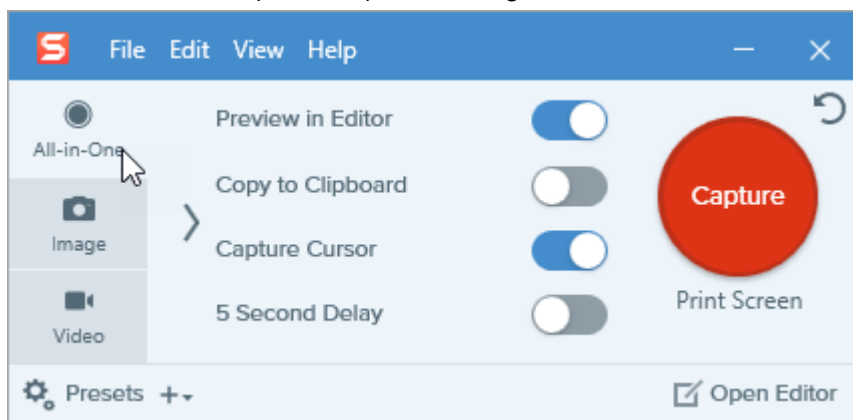 S File Edit View Help
Preview in Editor
All-in-One
Copy to Clipboard
Capture
Image
Capture Cursor
5 Second Delay
Print Screen
Video
Presets
Open Editor